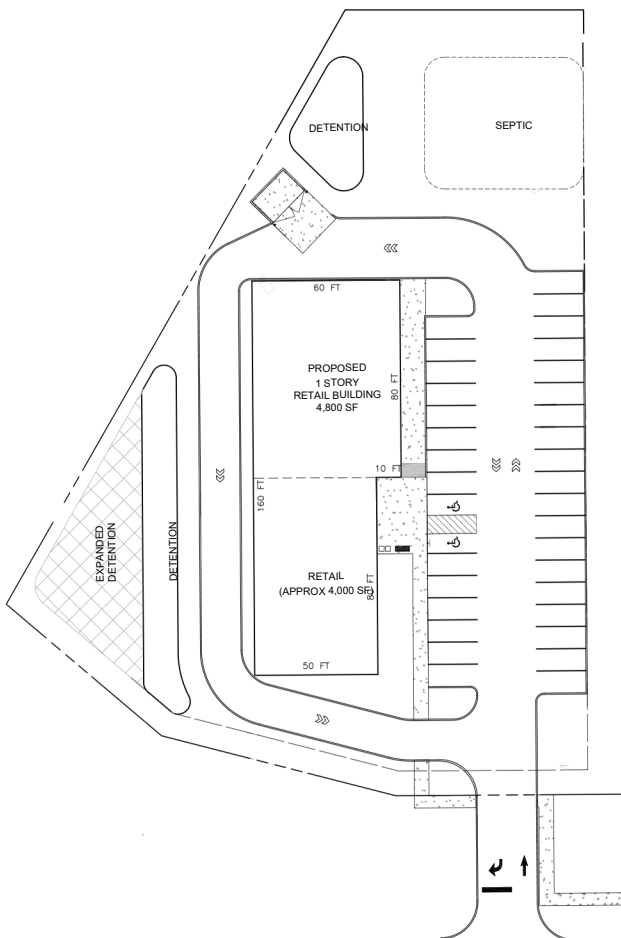 DETENTION
SEPTIC
60 FT
PROPOSED
1 STORY
RETAIL BUILDING
4,800 SF
80 FT
10 FT
160 FT
EXPANDED
DETENTION
DETENTION
RETAIL
(APPROX 4,000 SF)
80 FT
50 FT